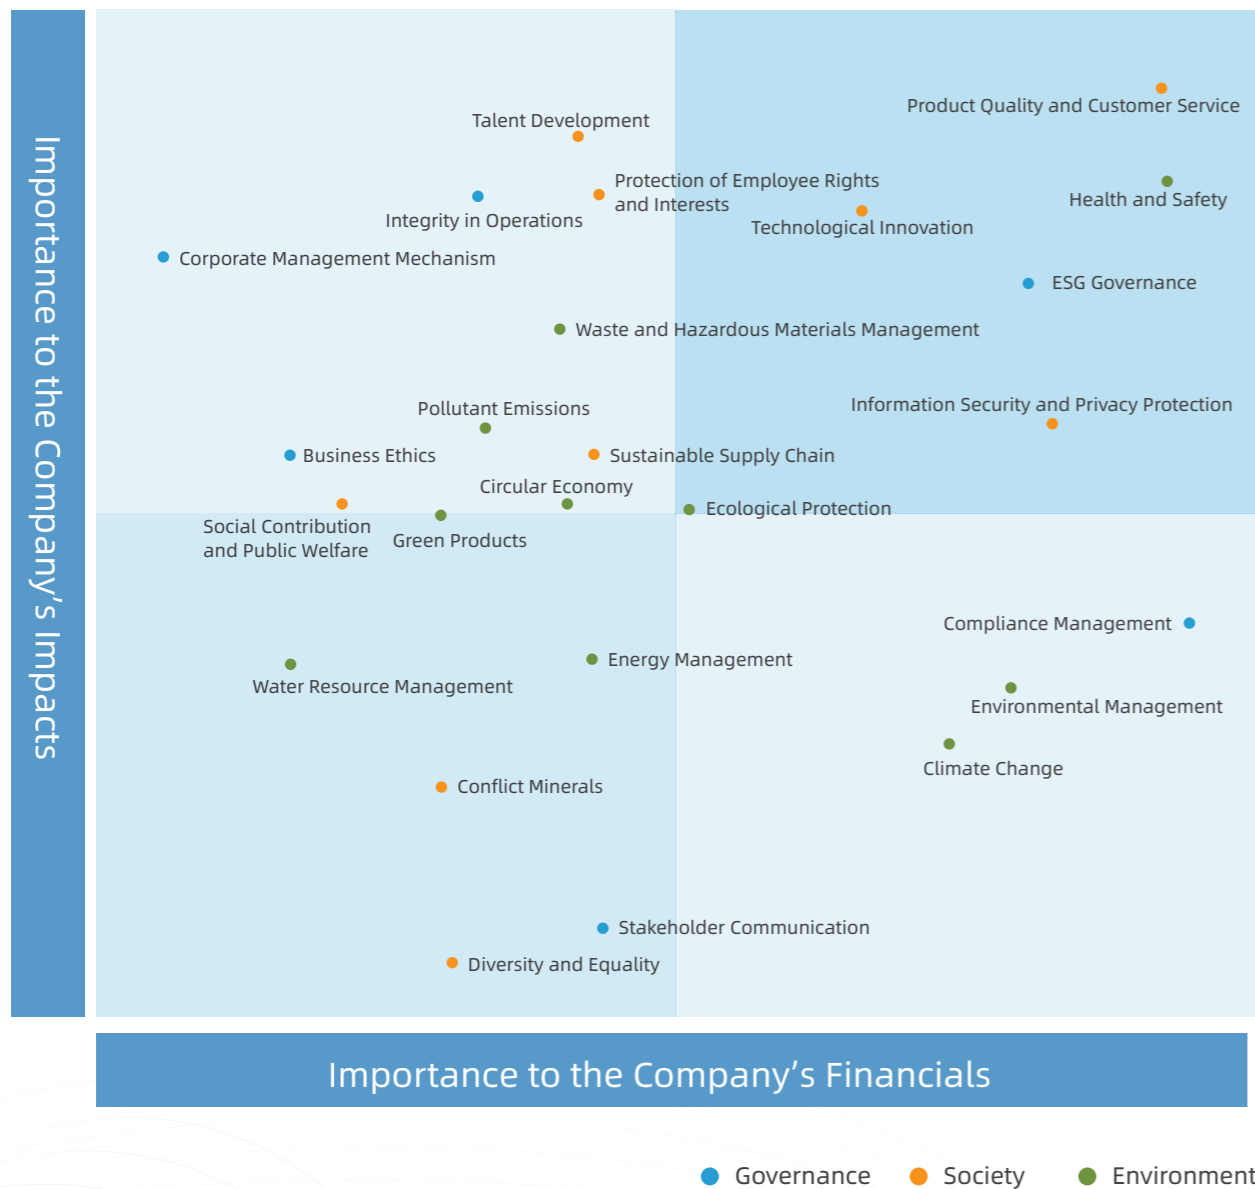 Importance to the Company's Impacts
Product Quality and Customer Service
Talent Development
Protection of Employee Rights
and Interests
Health and Safety
Integrity in Operations
Technological Innovation
Corporate Management Mechanism
ESG Governance
Waste and Hazardous Materials Management
Information Security and Privacy Protection
Pollutant Emissions
Business Ethics
Sustainable Supply Chain
Circular Economy
Ecological Protection
Social Contribution
and Public Welfare
Green Products
Compliance Management
Energy Management
Water Resource Management
Environmental Management
Climate Change
Conflict Minerals
Stakeholder Communication
Diversity and Equality
Importance to the Company's Financials
Governance
Society
Environment